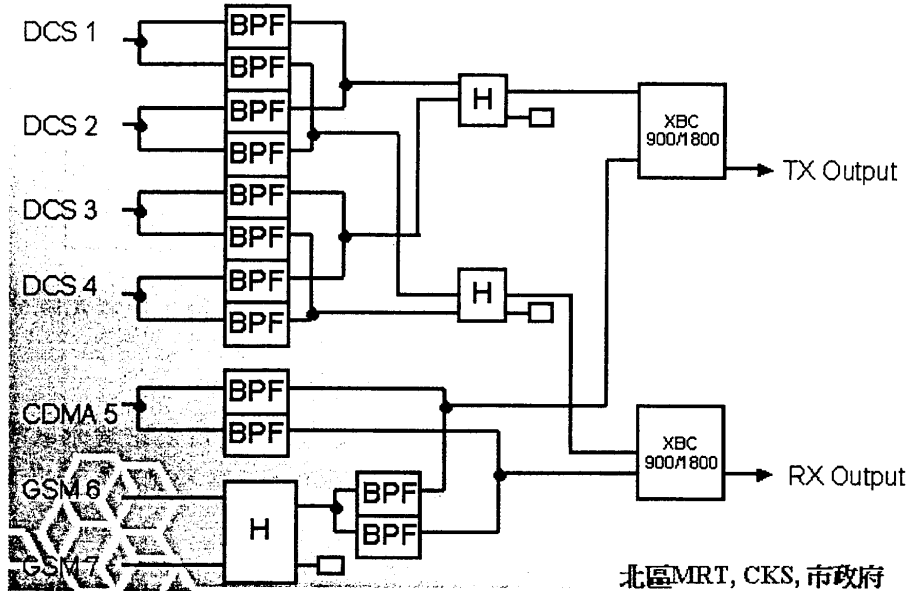 DCS 1
BPF
BPF
DCS 2
BPF
BPF
DCS 3
BPF
BPF
DCS 4
BPF
BPF
H
H
XBC
900/1800
TX Output
CDMA 5
BPF
BPF
GSM 6
GSM 7
H
BPF
BPF
XBC
900/1800
RX Output
北區MRT, CKS, 市政府